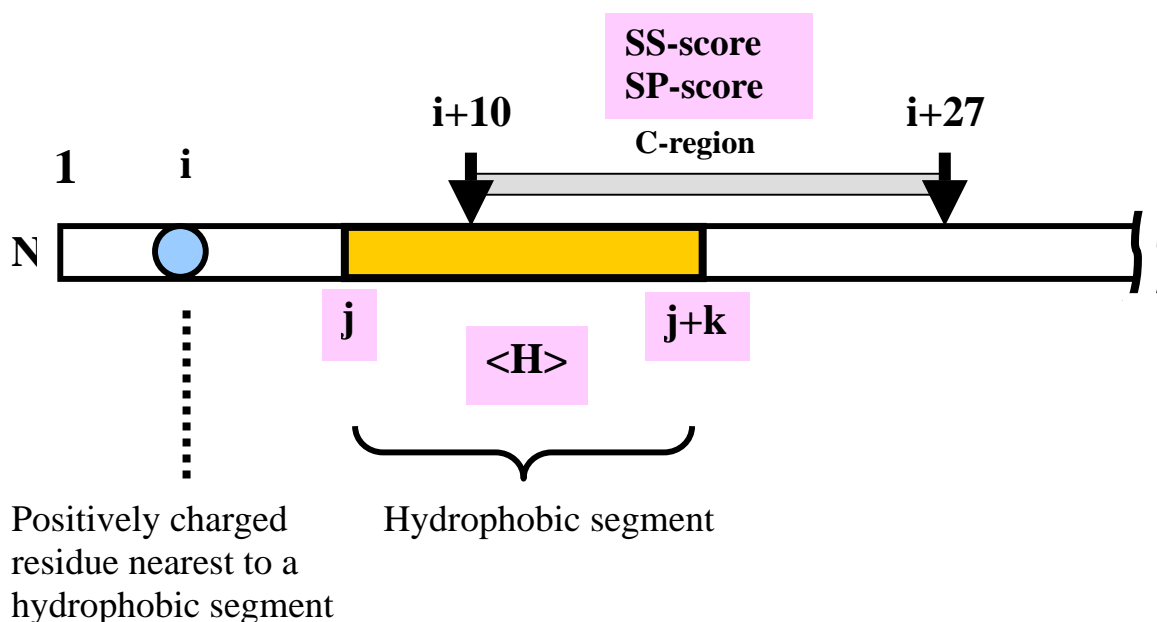 SS-score
SP-score
i+10
i+27
C-region
1
i
N
j
j+k
<H>
Positively charged
residue nearest to a
hydrophobic segment
Hydrophobic segment